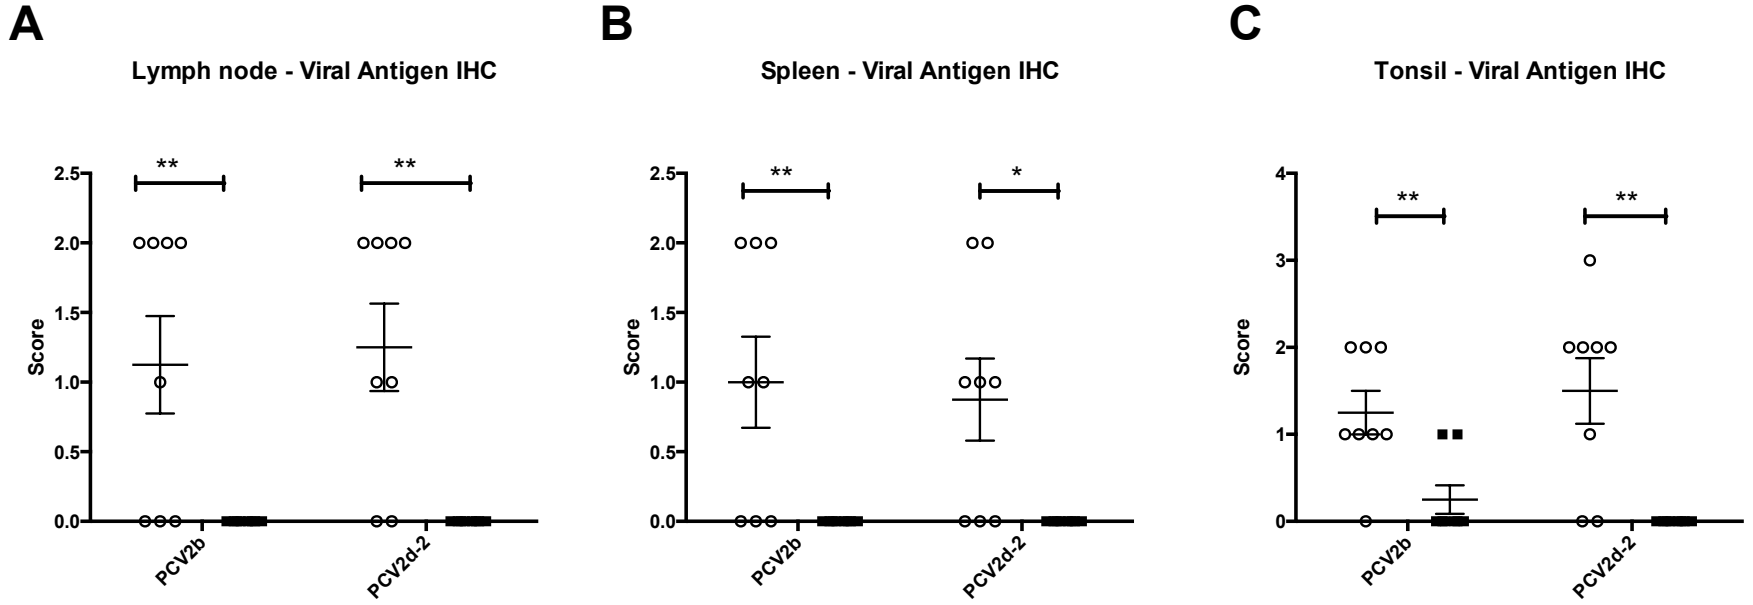 A
B
C
Lymph node - Viral Antigen IHC
Spleen - Viral Antigen IHC
Tonsil - Viral Antigen IHC
**
**
2.5
2.0
1.5
1.0
0.5
0.0
Score
PCV2b
PCV2d-2
**
*
2.5
2.0
1.5
1.0
0.5
0.0
Score
PCV2b
PCV2d-2
**
**
4
3
2
1
0
Score
PCV2b
PCV2d-2